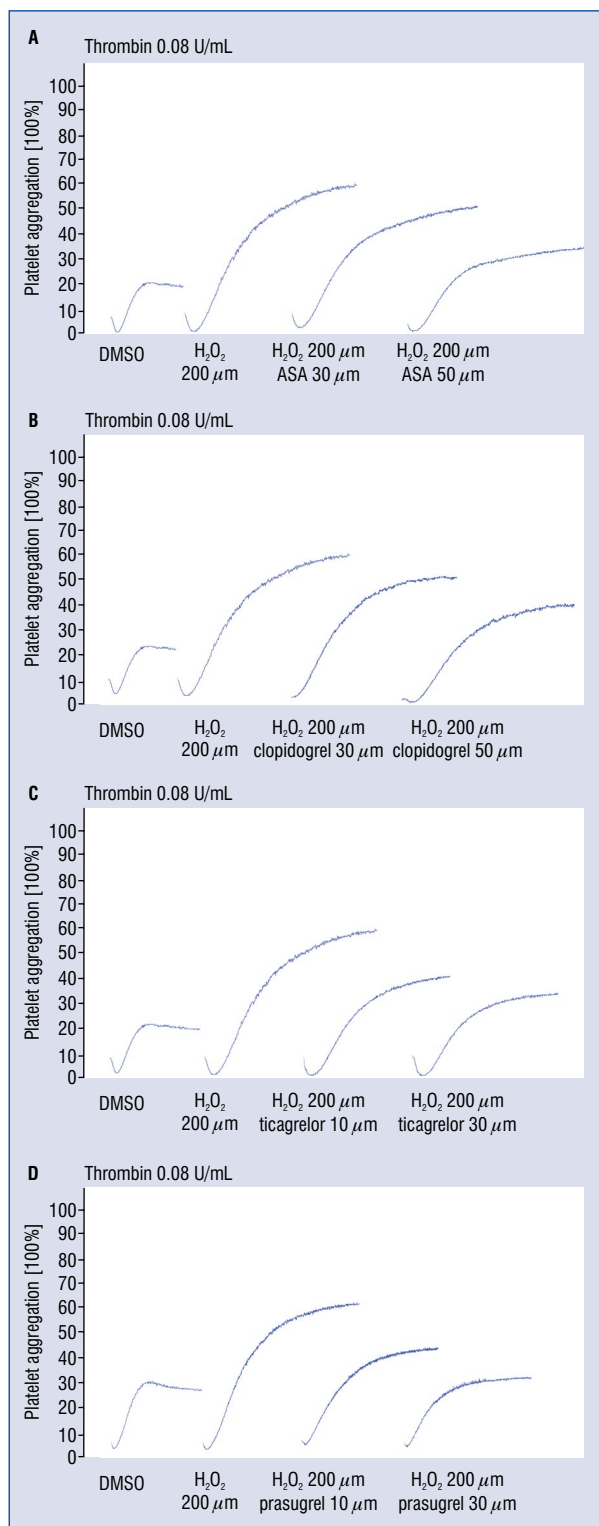 A Thrombin 0.08 U/mL
Platelet aggregation [100%]
100
90
80
70
60
50
40
30
20
10
0
DMSO
H₂O₂
200 μm
H₂O₂ 200 μm
ASA 30 μm
H₂O₂ 200 μm
ASA 50 μm
B Thrombin 0.08 U/mL
Platelet aggregation [100%]
100
90
80
70
60
50
40
30
20
10
0
DMSO
H₂O₂
200 μm
H₂O₂ 200 μm
clopidogrel 30 μm
H₂O₂ 200 μm
clopidogrel 50 μm
C Thrombin 0.08 U/mL
Platelet aggregation [100%]
100
90
80
70
60
50
40
30
20
10
0
DMSO
H₂O₂
200 μm
H₂O₂ 200 μm
ticagrelor 10 μm
H₂O₂ 200 μm
ticagrelor 30 μm
D Thrombin 0.08 U/mL
Platelet aggregation [100%]
100
90
80
70
60
50
40
30
20
10
0
DMSO
H₂O₂
200 μm
H₂O₂ 200 μm
prasugrel 10 μm
H₂O₂ 200 μm
prasugrel 30 μm